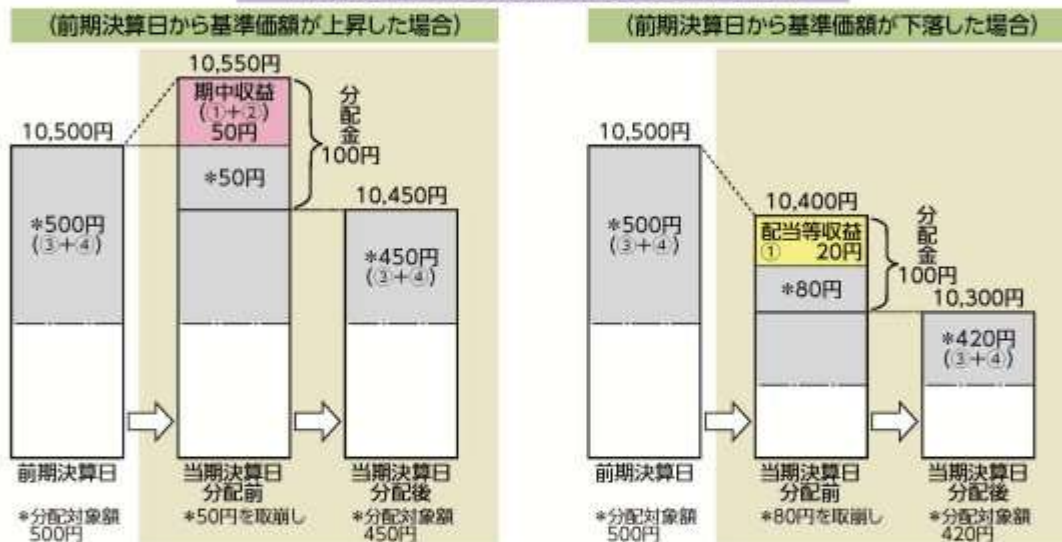 (前期決算日から基準価額が上昇した場合)
10,550円
期中収益
(①+②)
50円
分配金
100円
10,500円
*50円
10,450円
*500円
(③+④)
*450円
(③+④)
前期決算日
当期決算日
分配前
当期決算日
分配後
*分配対象額
500円
*50円を取崩し
*分配対象額
450円
(前期決算日から基準価額が下落した場合)
10,500円
10,400円
配当等収益
① 20円
分配金
100円
*500円
(③+④)
*80円
10,300円
*420円
(③+④)
前期決算日
当期決算日
分配前
当期決算日
分配後
*分配対象額
500円
*80円を取崩し
*分配対象額
420円